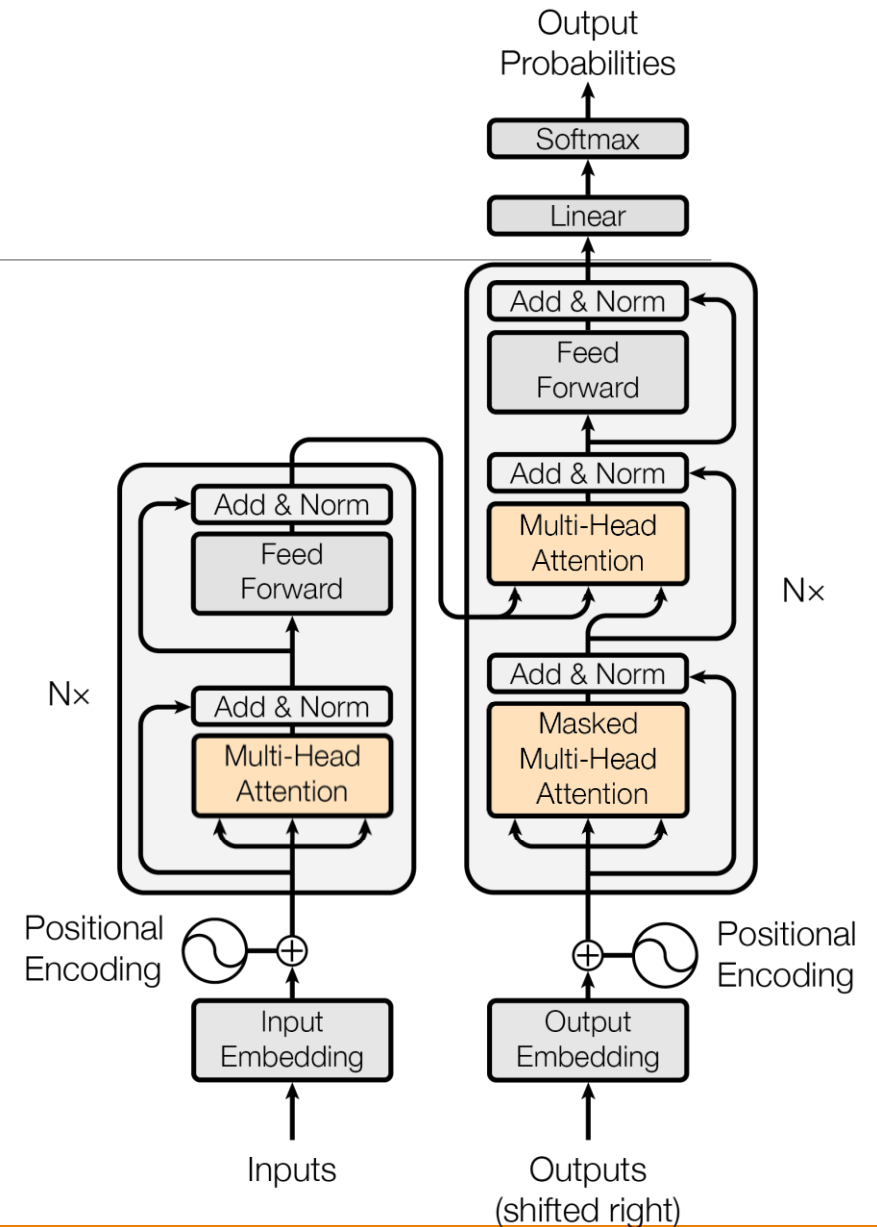 Output
Probabilities
Softmax
Linear
Add & Norm
Feed
Forward
Add & Norm
Multi-Head
Attention
Nx
Add & Norm
Masked
Multi-Head
Attention
Add & Norm
Feed
Forward
Nx
Add & Norm
Multi-Head
Attention
Positional
Encoding
Positional
Encoding
Input
Embedding
Output
Embedding
Inputs
Outputs
(shifted right)